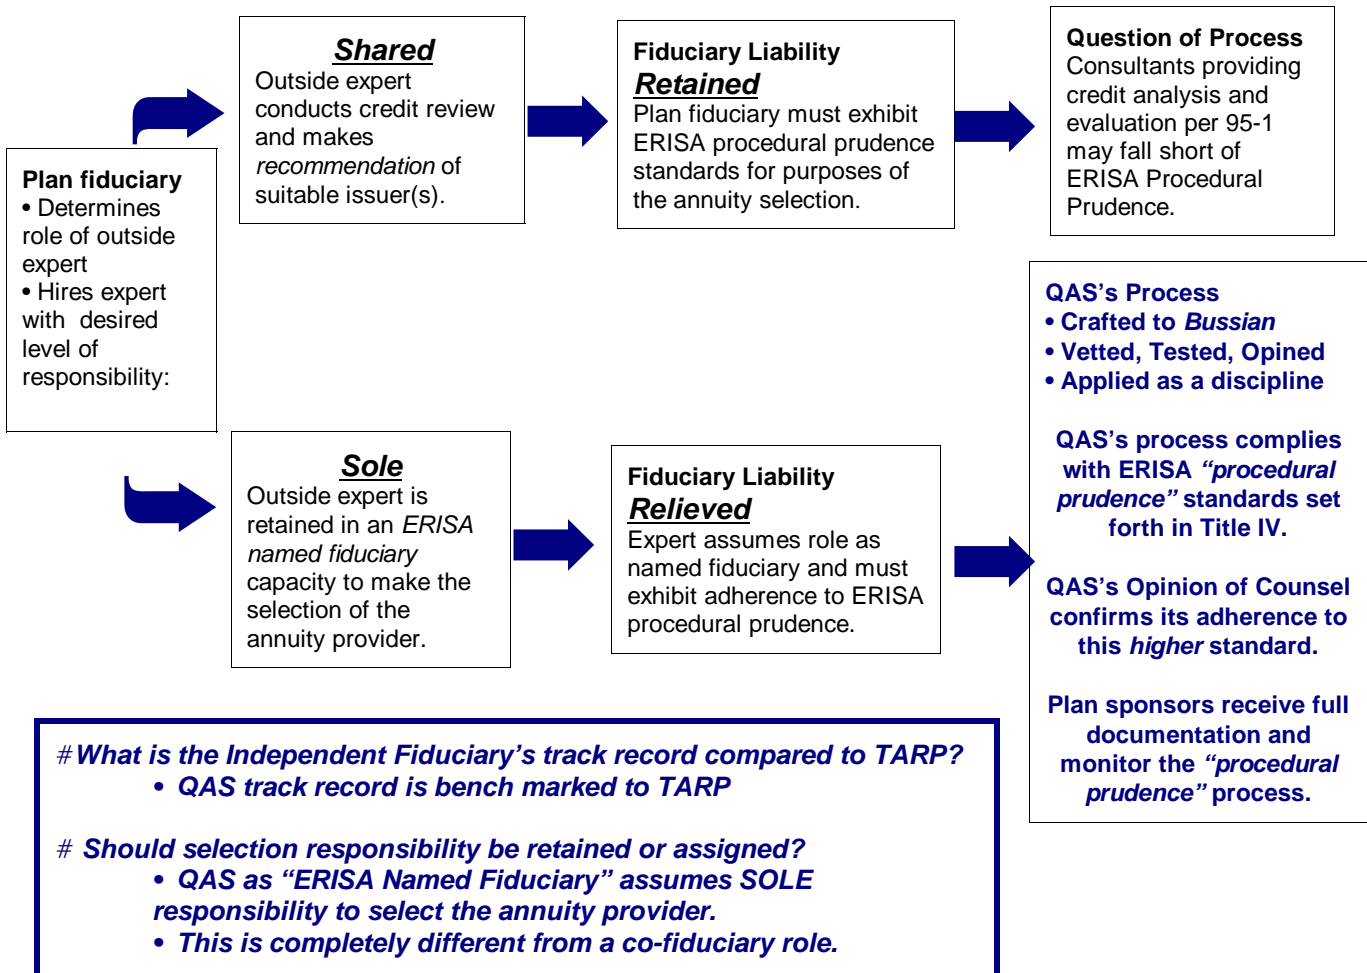 Plan fiduciary
• Determines
role of outside
expert
• Hires expert
with desired
level of
responsibility:
Shared
Outside expert
conducts credit review
and makes
recommendation of
suitable issuer(s).
Fiduciary Liability
Retained
Plan fiduciary must exhibit
ERISA procedural prudence
standards for purposes of
the annuity selection.
Question of Process
Consultants providing
credit analysis and
evaluation per 95-1
may fall short of
ERISA Procedural
Prudence.
Sole
Outside expert is
retained in an ERISA
named fiduciary
capacity to make the
selection of the
annuity provider.
Fiduciary Liability
Relieved
Expert assumes role as
named fiduciary and must
exhibit adherence to ERISA
procedural prudence.
QAS’s Process
• Crafted to Bussian
• Vetted, Tested, Opined
• Applied as a discipline
QAS’s process complies
with ERISA “procedural
prudence” standards set
forth in Title IV.
QAS’s Opinion of Counsel
confirms its adherence to
this higher standard.
Plan sponsors receive full
documentation and
monitor the “procedural
prudence” process.
# What is the Independent Fiduciary’s track record compared to TARP?
• QAS track record is bench marked to TARP
# Should selection responsibility be retained or assigned?
• QAS as “ERISA Named Fiduciary” assumes SOLE
responsibility to select the annuity provider.
• This is completely different from a co-fiduciary role.